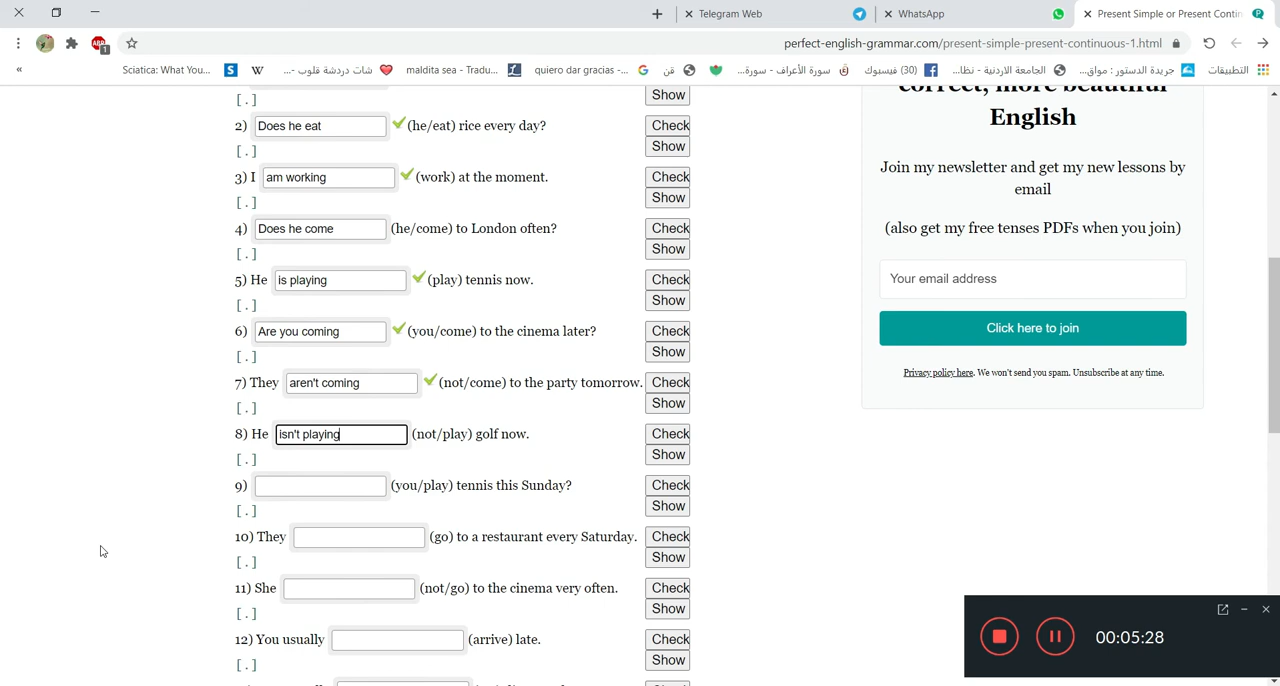 Telegram Web
WhatsApp
Present Simple or Present Contin
perfect-english-grammar.com/present-simple-present-continuous-1.html
Sciatica: What You...
شات دردشة قلوب -...
maldita sea - Tradu...
quiero dar gracias -...
قن
سورة الأعراف - سورة...
(30) فيسبوك
الجامعة الاردنية - نظا...
جريدة الدستور : مواق...
التطبيقات
[ . ]
Show
2) Does he eat (he/eat) rice every day?
Check
[ . ]
Show
3) I am working (work) at the moment.
Check
[ . ]
Show
4) Does he come (he/come) to London often?
Check
[ . ]
Show
5) He is playing (play) tennis now.
Check
[ . ]
Show
6) Are you coming (you/come) to the cinema later?
Check
[ . ]
Show
7) They aren't coming (not/come) to the party tomorrow.
Check
[ . ]
Show
8) He isn't playing (not/play) golf now.
Check
[ . ]
Show
9) (you/play) tennis this Sunday?
Check
[ . ]
Show
10) They (go) to a restaurant every Saturday.
Check
[ . ]
Show
11) She (not/go) to the cinema very often.
Check
[ . ]
Show
12) You usually (arrive) late.
Check
[ . ]
Show
correct, more beautiful
English
Join my newsletter and get my new lessons by
email
(also get my free tenses PDFs when you join)
Your email address
Click here to join
Privacy policy here. We won't send you spam. Unsubscribe at any time.
00:05:28